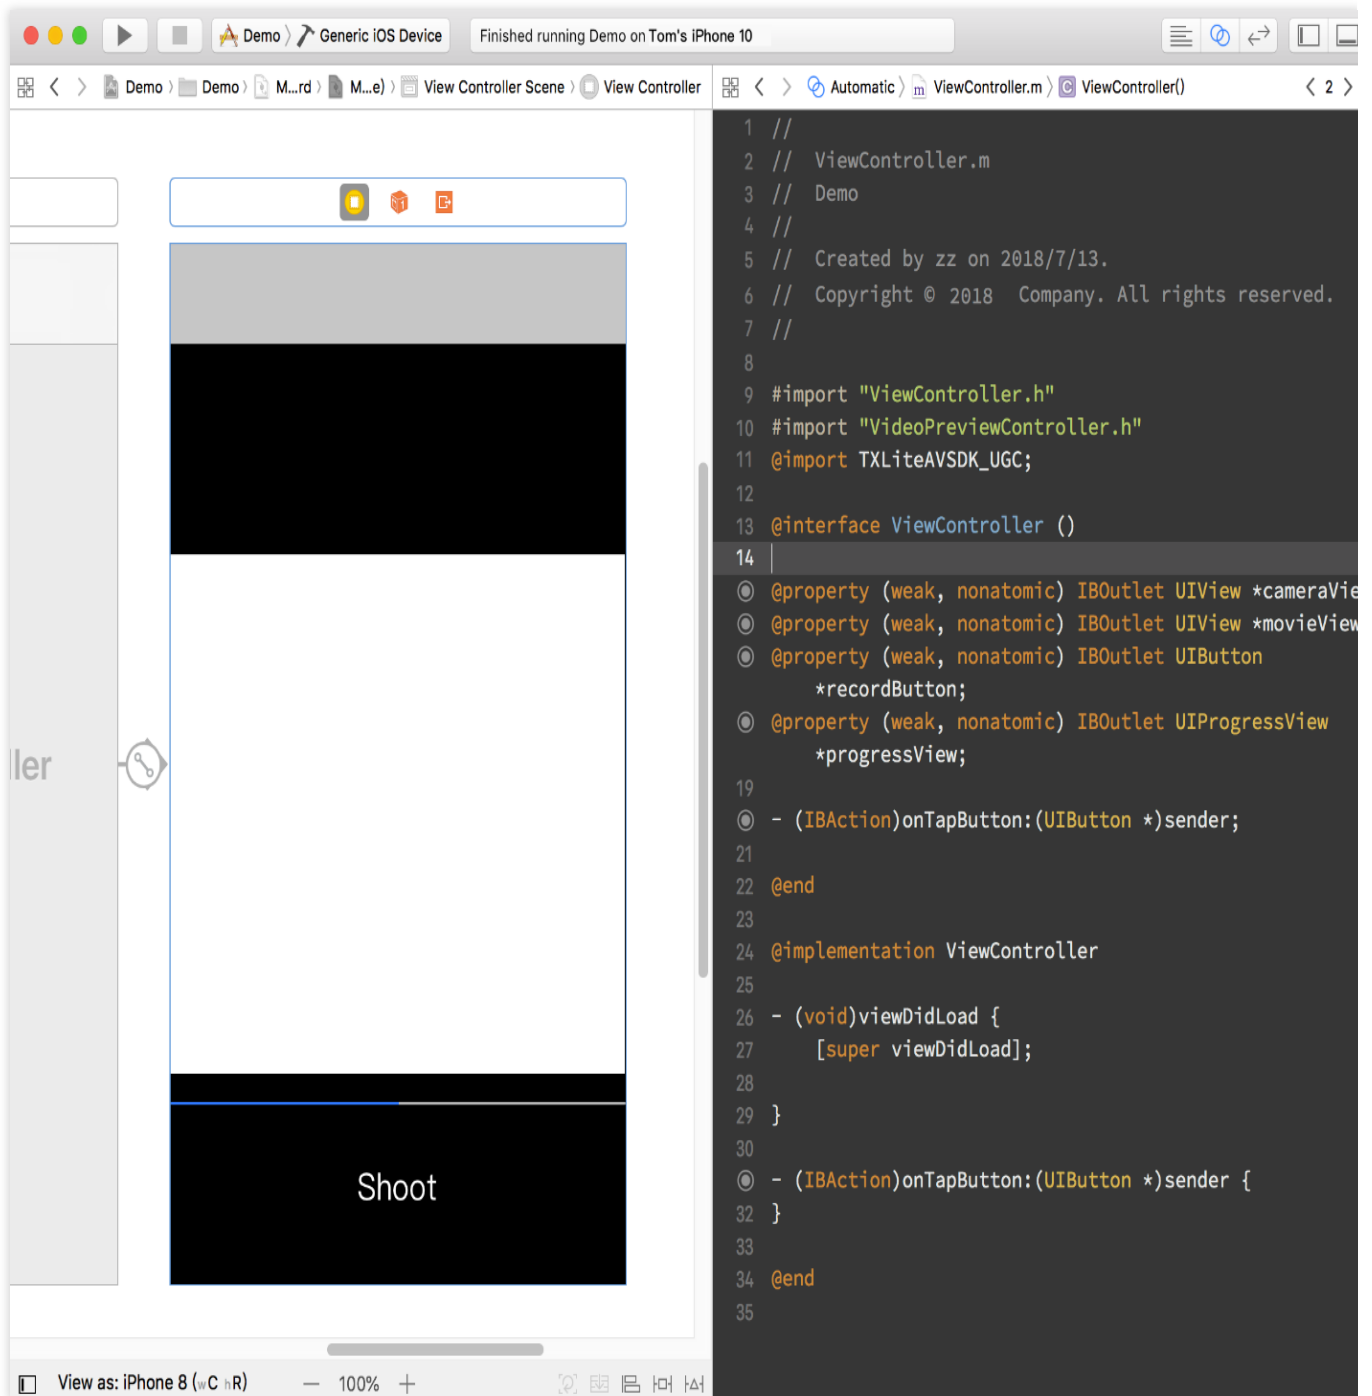 Demo 〉 Generic iOS Device
Finished running Demo on Tom's iPhone 10
Demo 〉 Demo 〉 M...rd 〉 M...e) 〉 View Controller Scene 〉 View Controller
Automatic 〉 ViewController.m 〉 ViewController()
2
ller
Shoot
View as: iPhone 8 (wC hR)
100%
1 //
2 //  ViewController.m
3 //  Demo
4 //
5 //  Created by zz on 2018/7/13.
6 //  Copyright © 2018  Company. All rights reserved.
7 //
8
9 #import "ViewController.h"
10 #import "VideoPreviewController.h"
11 @import TXLiteAVSDK_UGC;
12
13 @interface ViewController ()
14
@property (weak, nonatomic) IBOutlet UIView *cameraVie
@property (weak, nonatomic) IBOutlet UIView *movieView
@property (weak, nonatomic) IBOutlet UIButton
*recordButton;
@property (weak, nonatomic) IBOutlet UIProgressView
*progressView;
19
- (IBAction)onTapButton:(UIButton *)sender;
21
22 @end
23
24 @implementation ViewController
25
26 - (void)viewDidLoad {
27     [super viewDidLoad];
28
29 }
30
- (IBAction)onTapButton:(UIButton *)sender {
32 }
33
34 @end
35